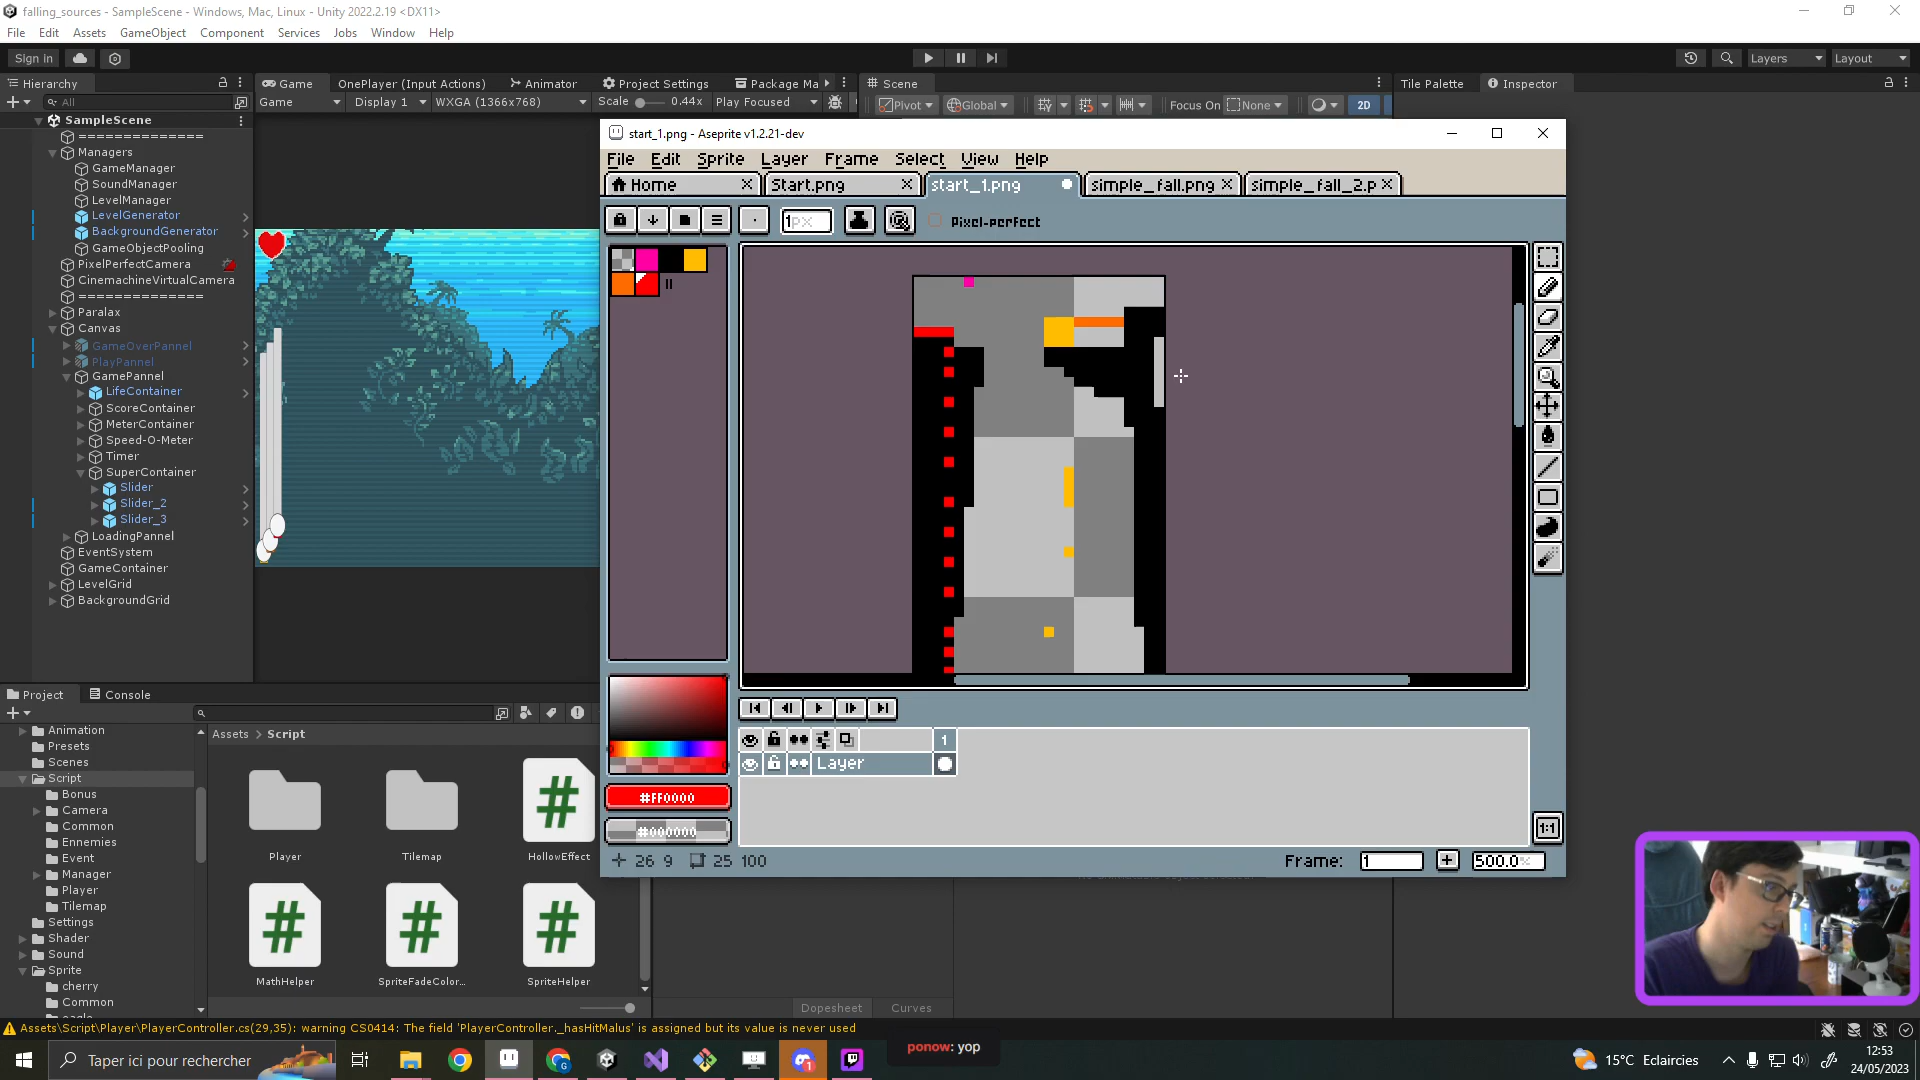 falling_sources - SampleScene - Windows, Mac, Linux - Unity 2022.2.19 <DX11>
File Edit Assets GameObject Component Services Jobs Window Help
Sign in Layers Layout
Hierarchy Game OnePlayer (Input Actions) Animator Project Settings Package Ma Scene Tile Palette Inspector
All Game Display 1 WXGA (1366x768) Scale 0.44x Play Focused Pivot Global Focus On None 2D
SampleScene
==============
Managers
GameManager
SoundManager
LevelManager
LevelGenerator
BackgroundGenerator
GameObjectPooling
PixelPerfectCamera
CinemachineVirtualCamera
==============
Paralax
Canvas
GameOverPannel
PlayPannel
GamePannel
LifeContainer
ScoreContainer
MeterContainer
Speed-O-Meter
Timer
SuperContainer
Slider
Slider_2
Slider_3
LoadingPannel
EventSystem
GameContainer
LevelGrid
BackgroundGrid
start_1.png - Aseprite v1.2.21-dev
File Edit Sprite Layer Frame Select View Help
Home Start.png start_1.png simple_fall.png simple_fall_2.p
1px Pixel-perfect
#FF0000
#000000
1
Layer
1:1
26 9 25 100 Frame: 1 500.0%
Project Console
Animation
Presets
Scenes
Script
Bonus
Camera
Common
Ennemies
Event
Manager
Player
Tilemap
Settings
Shader
Sound
Sprite
cherry
Common
Assets > Script
Player Tilemap HollowEffect
MathHelper SpriteFadeColor... SpriteHelper
Dopesheet Curves
Assets\Script\Player\PlayerController.cs(29,35): warning CS0414: The field 'PlayerController._hasHitMalus' is assigned but its value is never used
Taper ici pour rechercher
ponow: yop
15°C Eclaircies
12:53
24/05/2023